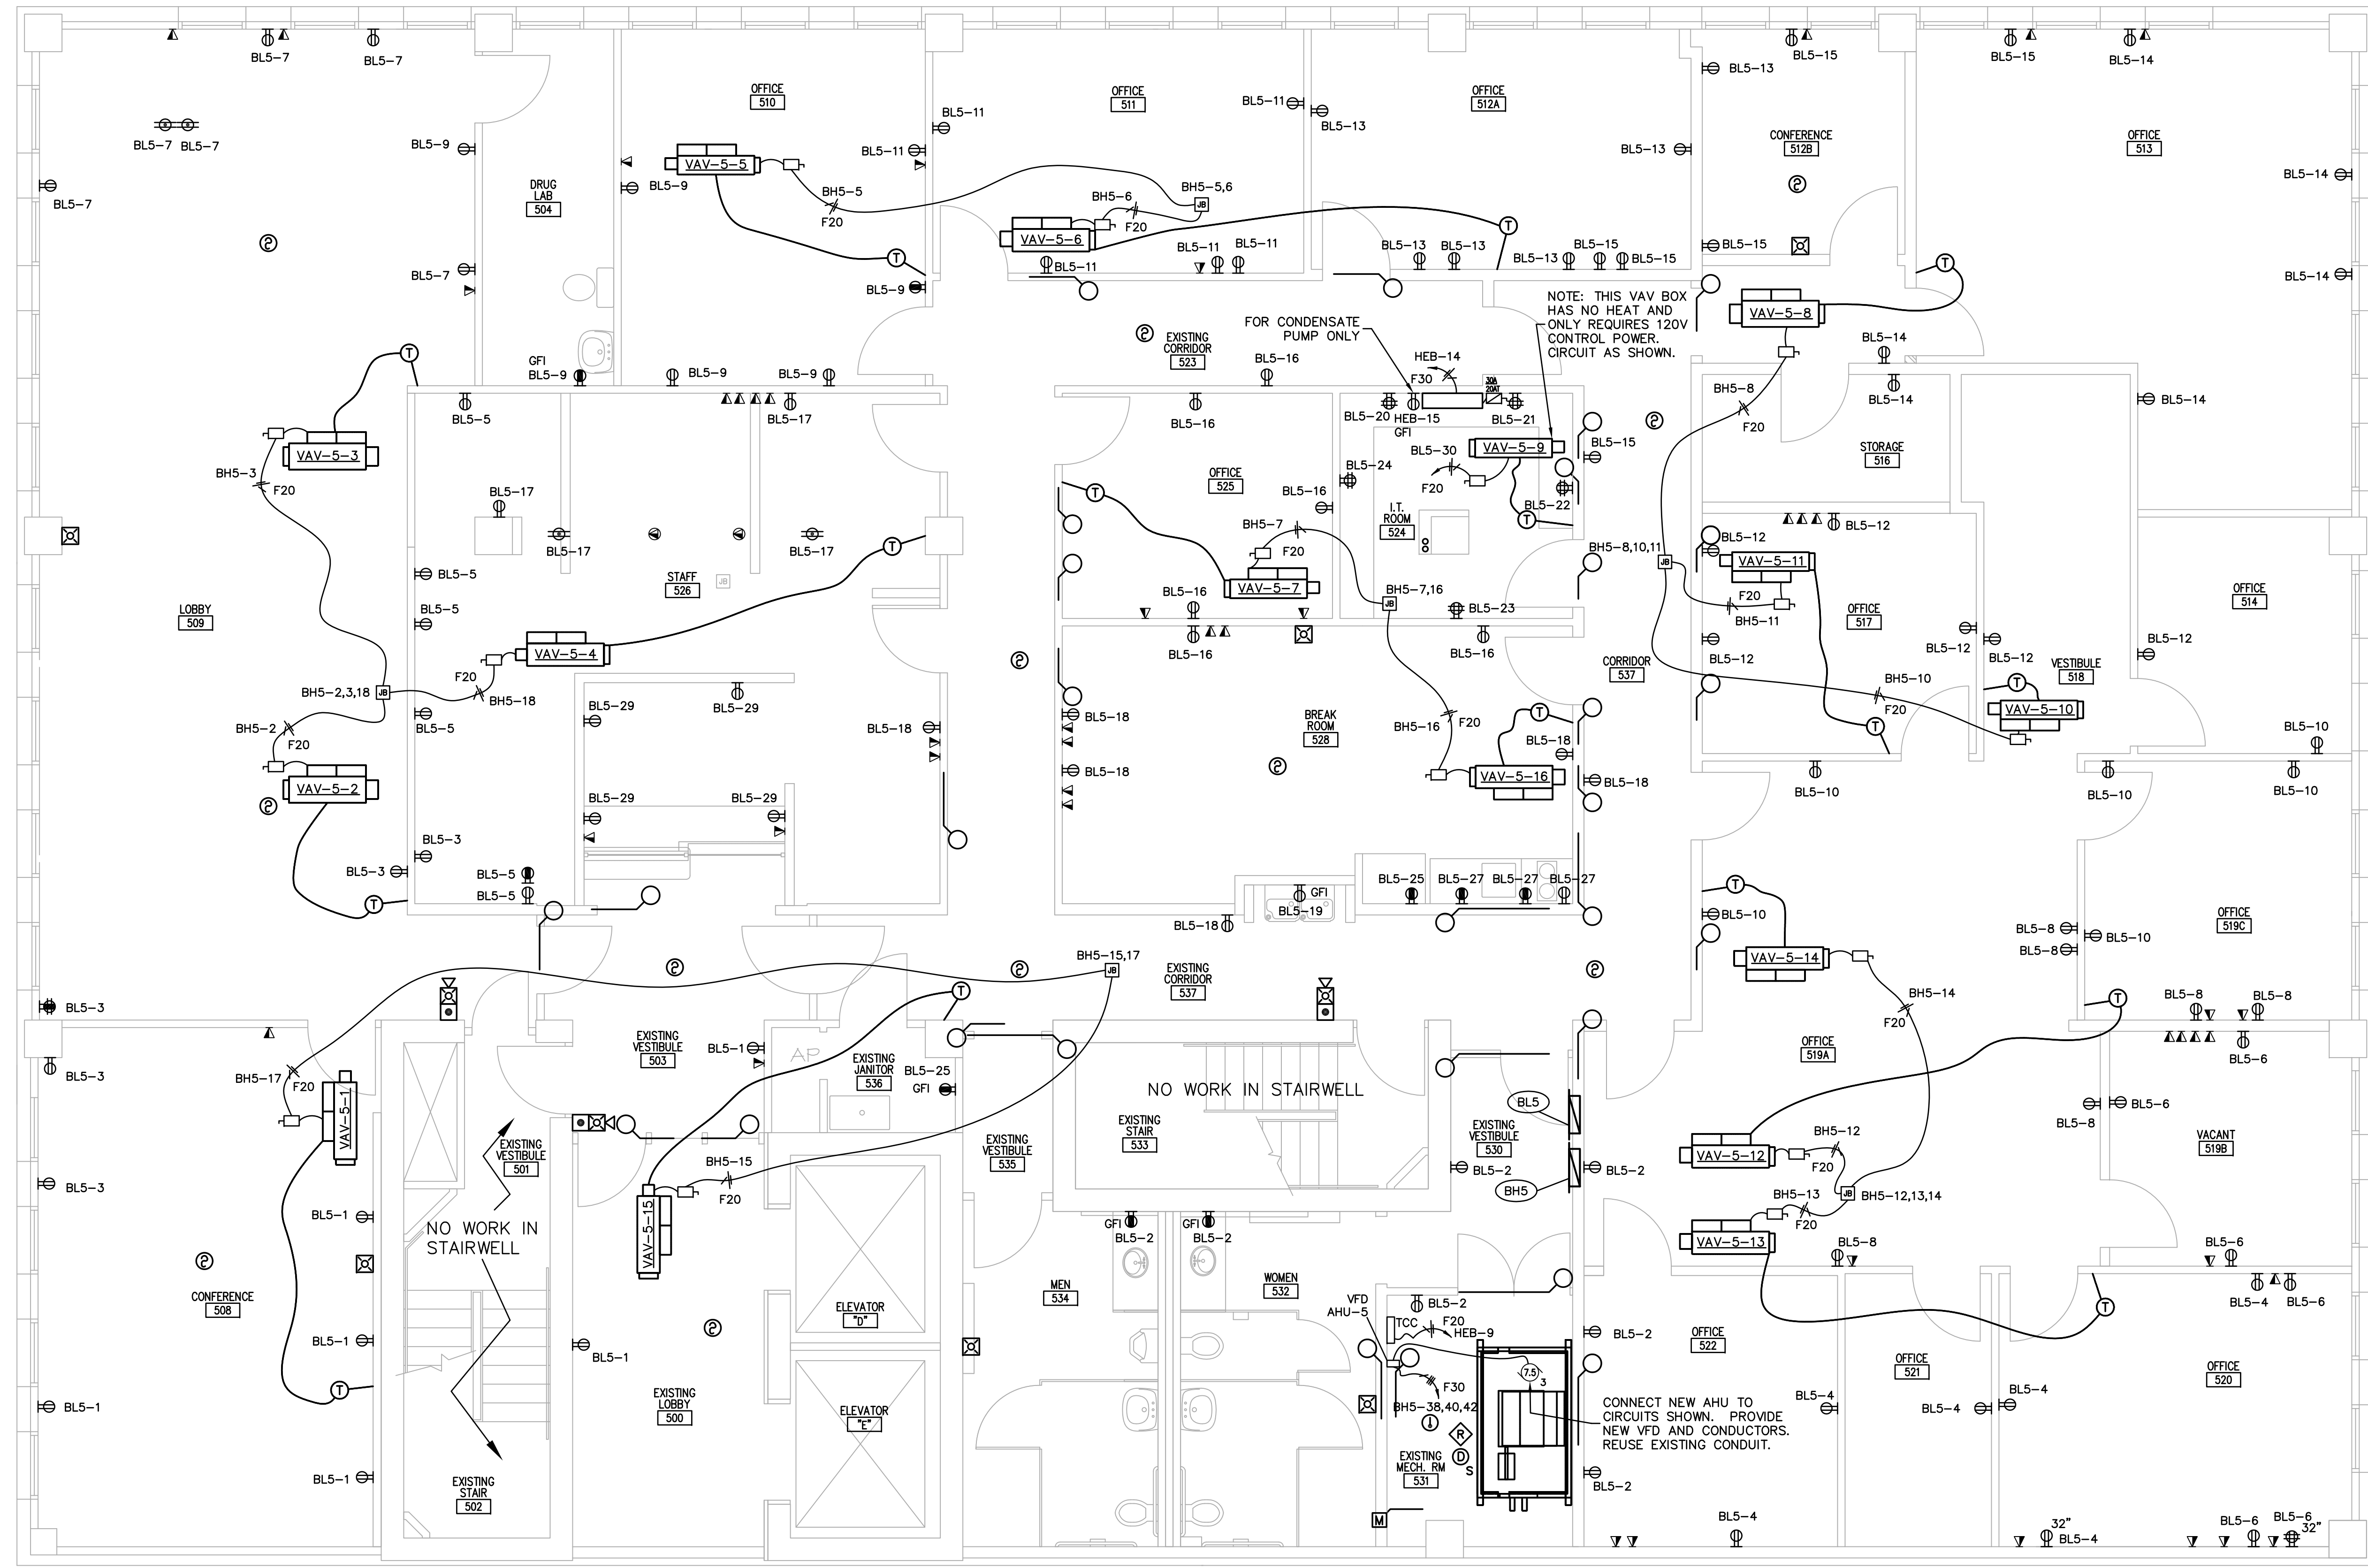 BL5-7
BL5-7
BL5-7
BL5-7
BL5-7
BL5-9
BL5-7
DRUG
LAB
504
OFFICE
510
VAV-5-5
BL5-9
BH5-5
F20
BL5-11
BL5-11
BL5-9
T
GFI
BL5-9
BL5-9
BL5-9
OFFICE
511
BL5-11
BH5-5,6
JB
BH5-6
F20
VAV-5-6
BL5-11
BL5-11
BL5-11
OFFICE
512A
BL5-13
BL5-13
BL5-13
BL5-13
BL5-13
BL5-15
BL5-15
T
BL5-13
BL5-15
CONFERENCE
512B
BL5-15
BL5-15
BL5-14
OFFICE
513
BL5-14
BL5-14
NOTE: THIS VAV BOX
HAS NO HEAT AND
ONLY REQUIRES 120V
CONTROL POWER.
CIRCUIT AS SHOWN.
VAV-5-8
T
FOR CONDENSATE
PUMP ONLY
EXISTING
CORRIDOR
523
BL5-16
HEB-14
F30
30A
20AT
BL5-20
HEB-15
GFI
BL5-21
VAV-5-9
BL5-30
F20
BL5-15
BL5-24
BL5-22
T
I.T.
ROOM
524
BL5-16
OFFICE
525
BL5-16
T
BH5-7
F20
VAV-5-7
BH5-7,16
JB
BL5-16
BL5-23
BL5-16
BL5-16
BH5-8
F20
BL5-14
BL5-14
BL5-14
STORAGE
516
BL5-12
BL5-12
BH5-8,10,11
JB
VAV-5-11
F20
BH5-11
OFFICE
517
BL5-12
BL5-12
BL5-12
VESTIBULE
518
OFFICE
514
BL5-12
BH5-10
F20
T
VAV-5-10
T
BL5-10
BL5-10
BL5-10
BL5-10
CORRIDOR
537
T
VAV-5-3
BH5-3
F20
BL5-5
BL5-17
BL5-17
BL5-17
BL5-17
BL5-5
BL5-5
STAFF
526
JB
T
LOBBY
509
VAV-5-4
F20
BH5-18
BH5-2,3,18
JB
BH5-2
F20
BL5-5
VAV-5-2
BL5-29
BL5-29
BL5-18
BL5-29
BL5-29
BL5-3
BL5-3
T
BL5-5
BL5-5
BL5-18
BL5-18
BREAK
ROOM
528
BH5-16
F20
T
BL5-18
VAV-5-16
BL5-18
BL5-25
BL5-27
BL5-27
BL5-27
GFI
BL5-19
BL5-18
T
BL5-10
VAV-5-14
BL5-8
BL5-8
BL5-10
OFFICE
519C
BH5-14
F20
T
BL5-8
BL5-8
BL5-6
OFFICE
519A
BH5-15,17
JB
EXISTING
CORRIDOR
537
BL5-3
BL5-3
BH5-17
F20
VAV-5-1
BL5-3
EXISTING
VESTIBULE
503
BL5-1
AP
EXISTING
JANITOR
536
BL5-25
GFI
T
NO WORK IN STAIRWELL
EXISTING
STAIR
533
EXISTING
VESTIBULE
535
EXISTING
VESTIBULE
501
NO WORK IN
STAIRWELL
BL5-1
BH5-15
F20
VAV-5-15
BL5
EXISTING
VESTIBULE
530
BL5-2
BH5
BL5-2
BL5-8
BL5-6
VACANT
519B
BH5-12
F20
VAV-5-12
BH5-13
F20
JB
BH5-12,13,14
VAV-5-13
BL5-8
BL5-6
BL5-4
BL5-6
T
GFI
BL5-2
GFI
BL5-2
CONFERENCE
508
BL5-1
BL5-1
ELEVATOR
"D"
MEN
534
WOMEN
532
VFD
AHU-5
BL5-2
TCC
F20
HEB-9
BL5-2
OFFICE
522
OFFICE
521
OFFICE
520
T
BL5-1
EXISTING
LOBBY
500
ELEVATOR
"E"
7.5
3
F30
BH5-38,40,42
R
D
S
EXISTING
MECH. RM
531
CONNECT NEW AHU TO
CIRCUITS SHOWN. PROVIDE
NEW VFD AND CONDUCTORS.
REUSE EXISTING CONDUIT.
BL5-4
BL5-4
BL5-4
BL5-1
EXISTING
STAIR
502
BL5-2
M
BL5-4
32"
BL5-4
BL5-6
BL5-6
32"